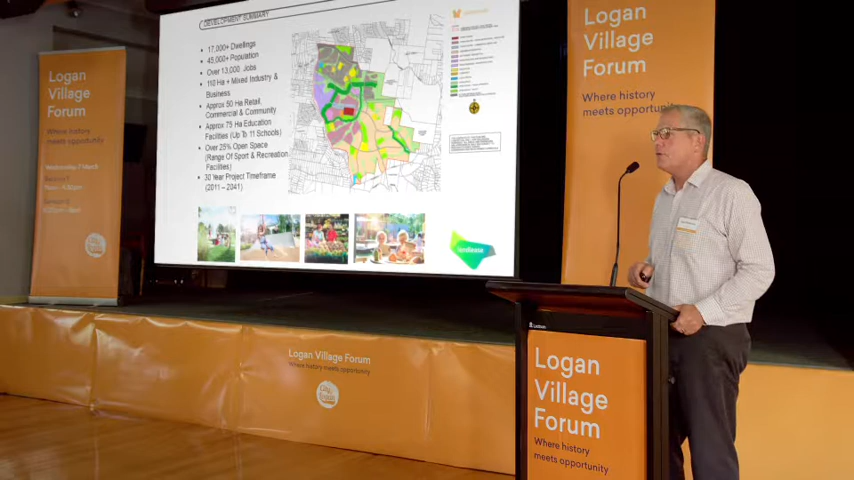 Logan
Village
Forum
Where history
meets opportunity
Wednesday 7 March
DEVELOPMENT SUMMARY
• 17,000+ Dwellings
• 45,000+ Population
• Over 13,000 Jobs
• 110 Ha + Mixed Industry &
Business
• Approx 50 Ha Retail,
Commercial & Community
• Approx 75 Ha Education
Facilities (Up To 11 Schools)
• Over 25% Open Space
(Range Of Sport & Recreation
Facilities)
• 30 Year Project Timeframe
(2011 – 2041)
lendlease
Logan
Village
Forum
Where history
meets opportunity
Logan Village Forum
Where history meets opportunity
Logan
Village
Forum
Where history
meets opportunity